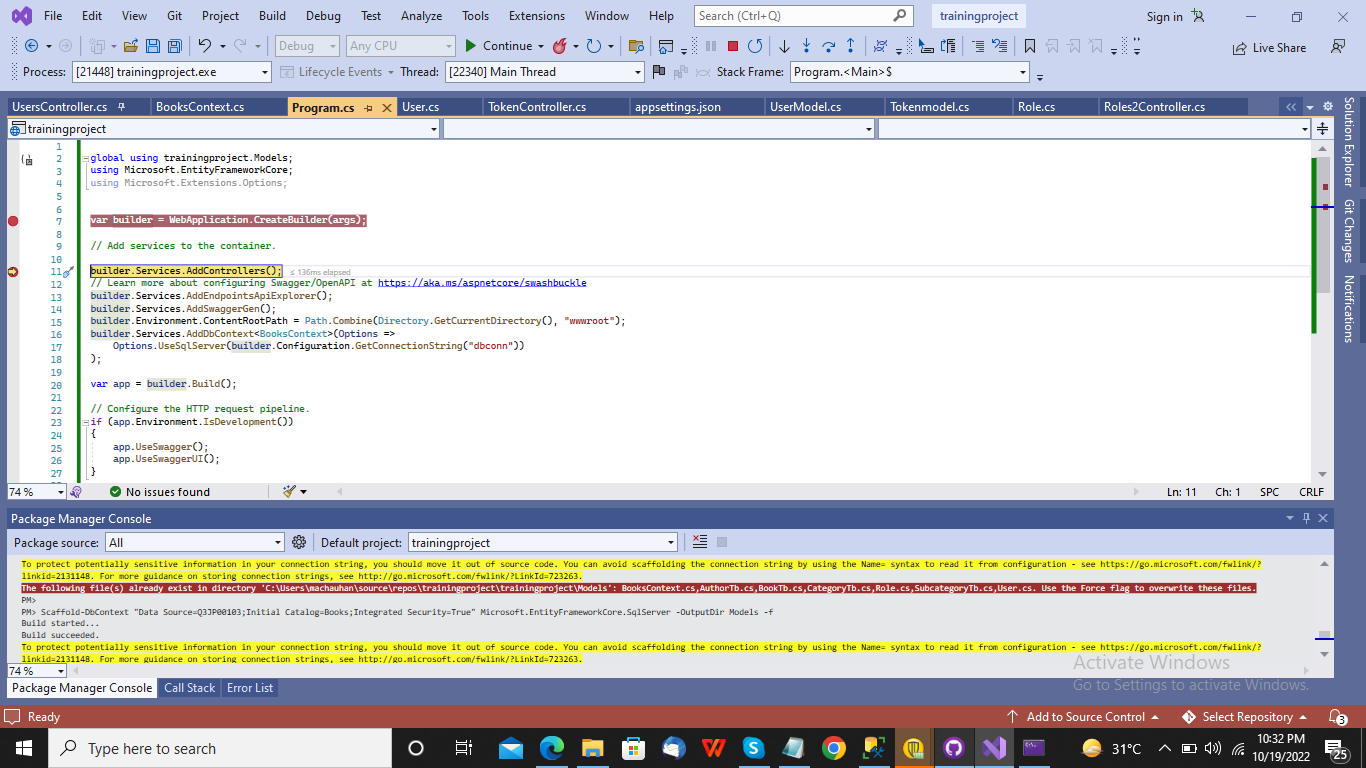 File Edit View Git Project Build Debug Test Analyze Tools Extensions Window Help Search (Ctrl+Q) trainingproject Sign in
Debug Any CPU Continue Live Share
Process: [21448] trainingproject.exe Lifecycle Events Thread: [22340] Main Thread Stack Frame: Program.<Main>$
UsersController.cs BooksContext.cs Program.cs User.cs TokenController.cs appsettings.json UserModel.cs Tokenmodel.cs Role.cs Roles2Controller.cs
trainingproject
Solution Explorer
Git Changes
Notifications
1
2 global using trainingproject.Models;
3 using Microsoft.EntityFrameworkCore;
4 using Microsoft.Extensions.Options;
5
6
7 var builder = WebApplication.CreateBuilder(args);
8
9 // Add services to the container.
10
11 builder.Services.AddControllers(); ≤ 136ms elapsed
12 // Learn more about configuring Swagger/OpenAPI at https://aka.ms/aspnetcore/swashbuckle
13 builder.Services.AddEndpointsApiExplorer();
14 builder.Services.AddSwaggerGen();
15 builder.Environment.ContentRootPath = Path.Combine(Directory.GetCurrentDirectory(), "wwwroot");
16 builder.Services.AddDbContext<BooksContext>(Options =>
17 Options.UseSqlServer(builder.Configuration.GetConnectionString("dbconn"))
18 );
19
20 var app = builder.Build();
21
22 // Configure the HTTP request pipeline.
23 if (app.Environment.IsDevelopment())
24 {
25 app.UseSwagger();
26 app.UseSwaggerUI();
27 }
74 % No issues found Ln: 11 Ch: 1 SPC CRLF
Package Manager Console
Package source: All Default project: trainingproject
To protect potentially sensitive information in your connection string, you should move it out of source code. You can avoid scaffolding the connection string by using the Name= syntax to read it from configuration - see https://go.microsoft.com/fwlink/?
linkid=2131148. For more guidance on storing connection strings, see http://go.microsoft.com/fwlink/?LinkId=723263.
The following file(s) already exist in directory 'C:\Users\machauhan\source\repos\trainingproject\trainingproject\Models': BooksContext.cs,AuthorTb.cs,BookTb.cs,CategoryTb.cs,Role.cs,SubcategoryTb.cs,User.cs. Use the Force flag to overwrite these files.
PM>
PM> Scaffold-DbContext "Data Source=Q3JP00103;Initial Catalog=Books;Integrated Security=True" Microsoft.EntityFrameworkCore.SqlServer -OutputDir Models -f
Build started...
Build succeeded.
To protect potentially sensitive information in your connection string, you should move it out of source code. You can avoid scaffolding the connection string by using the Name= syntax to read it from configuration - see https://go.microsoft.com/fwlink/?
linkid=2131148. For more guidance on storing connection strings, see http://go.microsoft.com/fwlink/?LinkId=723263.
74 %
Activate Windows
Go to Settings to activate Windows.
Package Manager Console Call Stack Error List
Ready Add to Source Control Select Repository 3
Type here to search 31°C 10:32 PM
10/19/2022 25